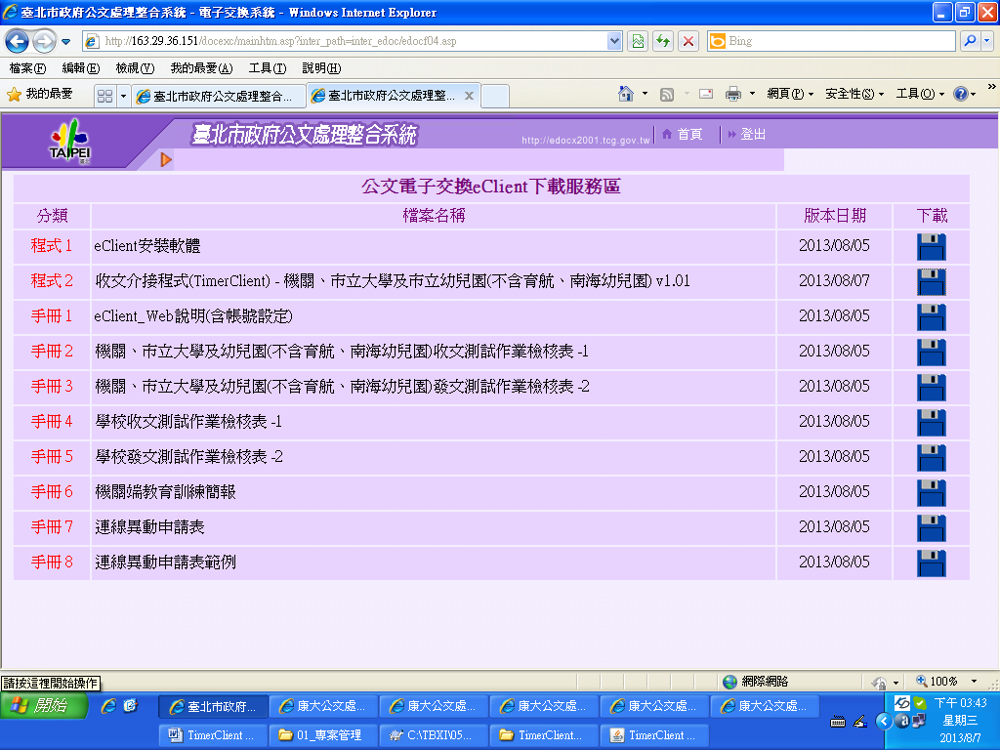 臺北市政府公文處理整合系統 - 電子交換系統 - Windows Internet Explorer
http://163.29.36.151/docexc/mainhtm.asp?inter_path=inter_edoc/edocf04.asp
Bing
檔案(F) 編輯(E) 檢視(V) 我的最愛(A) 工具(T) 說明(H)
我的最愛
臺北市政府公文處理整合...
臺北市政府公文處理整...
網頁(P) 安全性(S) 工具(O)
TAIPEI
臺北市政府公文處理整合系統
http://edocx2001.tcg.gov.tw
首頁
登出
公文電子交換eClient下載服務區
分類 檔案名稱 版本日期 下載
程式 1 eClient安裝軟體 2013/08/05
程式 2 收文介接程式(TimerClient) - 機關、市立大學及市立幼兒園(不含育航、南海幼兒園) v1.01 2013/08/07
手冊 1 eClient_Web說明(含帳號設定) 2013/08/05
手冊 2 機關、市立大學及幼兒園(不含育航、南海幼兒園)收文測試作業檢核表 -1 2013/08/05
手冊 3 機關、市立大學及幼兒園(不含育航、南海幼兒園)發文測試作業檢核表 -2 2013/08/05
手冊 4 學校收文測試作業檢核表 -1 2013/08/05
手冊 5 學校發文測試作業檢核表 -2 2013/08/05
手冊 6 機關端教育訓練簡報 2013/08/05
手冊 7 連線異動申請表 2013/08/05
手冊 8 連線異動申請表範例 2013/08/05
請按這裡開始操作
網際網路
100%
開始
臺北市政府...
康大公文處...
康大公文處...
康大公文處...
康大公文處...
康大公文處...
下午 03:43
TimerClient ...
01_專案管理
C:\TBXI\05...
TimerClient...
TimerClient ...
星期三
2013/8/7